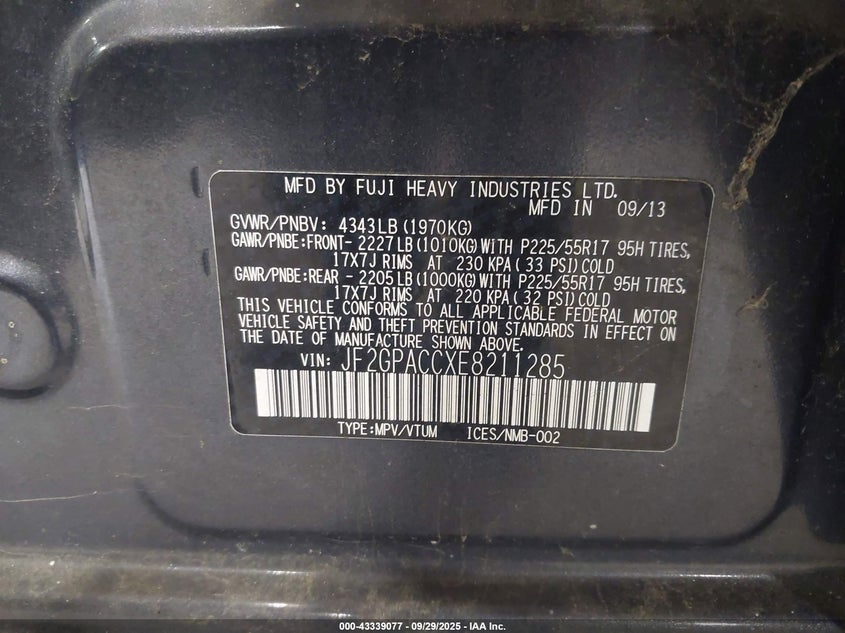 MFD BY FUJI HEAVY INDUSTRIES LTD.
MFD IN 09/13
GVWR/PNBV: 4343LB(1970KG)
GAWR/PNBE:FRONT- 2227LB(1010KG)WITH P225/55R17 95H TIRES,
17X7J RIMS AT 230 KPA(33 PSI)COLD
GAWR/PNBE:REAR - 2205LB(1000KG)WITH P225/55R17 95H TIRES,
17X7J RIMS AT 220 KPA(32 PSI)COLD
THIS VEHICLE CONFORMS TO ALL APPLICABLE FEDERAL MOTOR
VEHICLE SAFETY AND THEFT PREVENTION STANDARDS IN EFFECT ON
THE DATE OF MANUFACTURE SHOWN ABOVE.
VIN: JF2GPACCXE8211285
TYPE:MPV/VTUM ICES/NMB-002
000-43339077 - 09/29/2025 - IAA Inc.